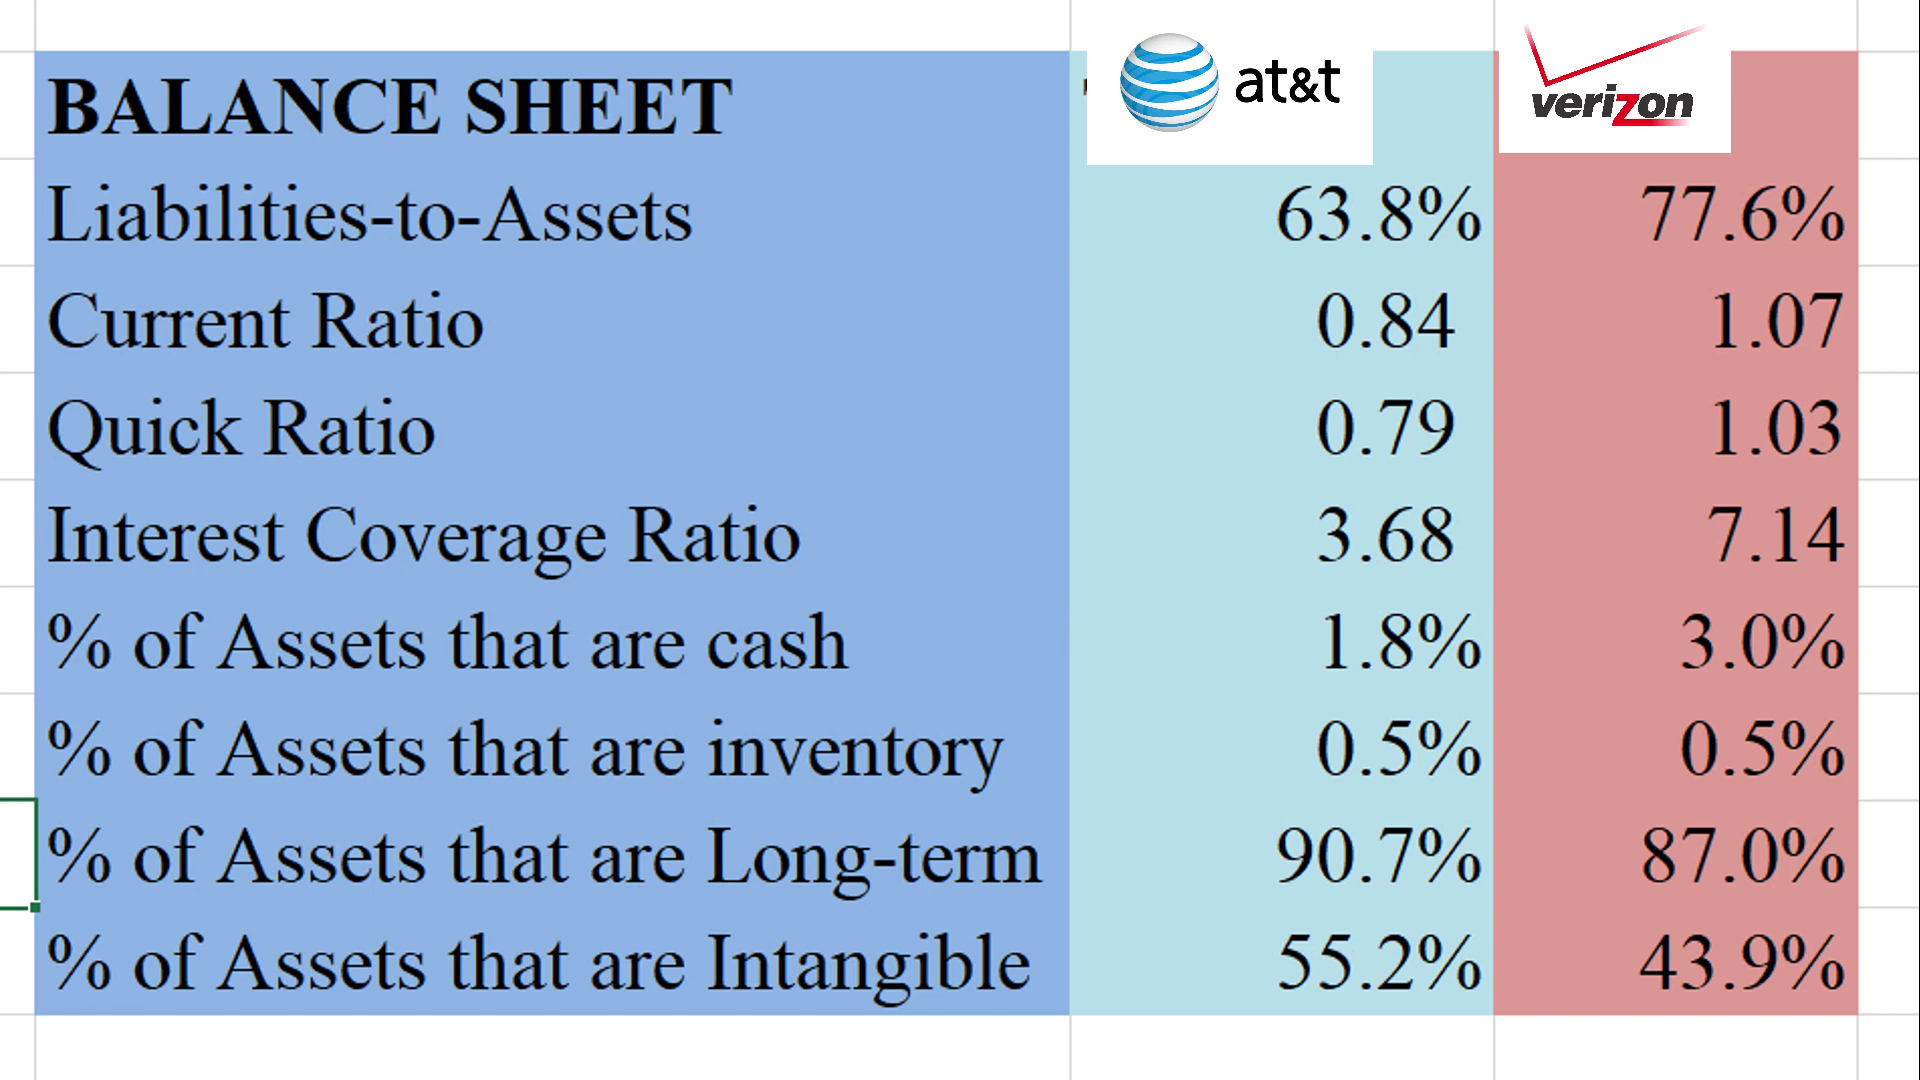 BALANCE SHEET at&t verizon
Liabilities-to-Assets 63.8% 77.6%
Current Ratio 0.84 1.07
Quick Ratio 0.79 1.03
Interest Coverage Ratio 3.68 7.14
% of Assets that are cash 1.8% 3.0%
% of Assets that are inventory 0.5% 0.5%
% of Assets that are Long-term 90.7% 87.0%
% of Assets that are Intangible 55.2% 43.9%